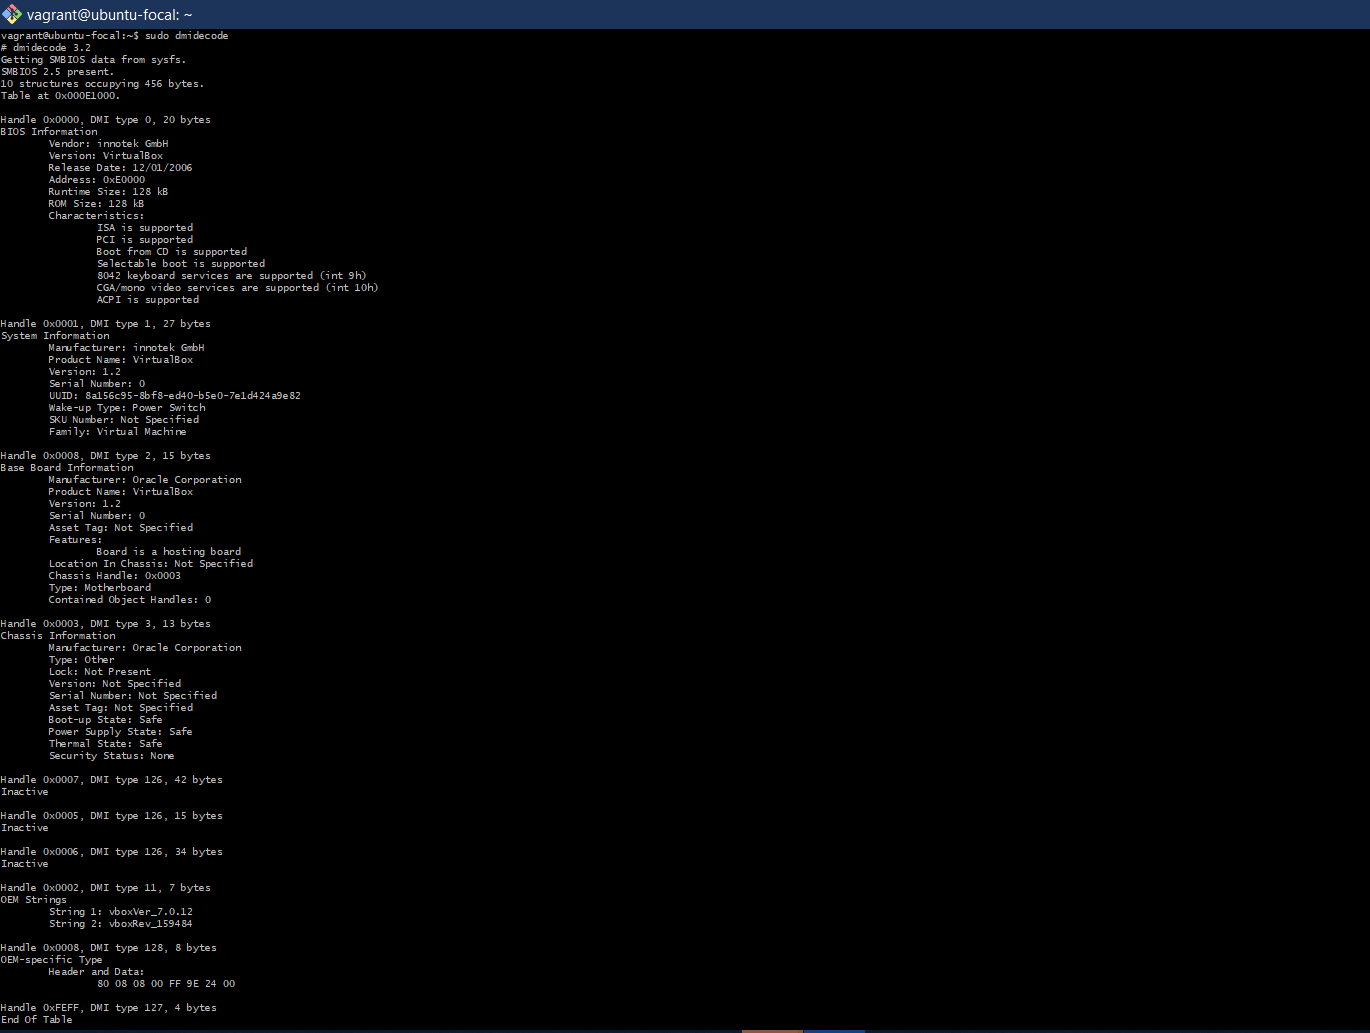 vagrant@ubuntu-focal: ~
vagrant@ubuntu-focal:~$ sudo dmidecode
# dmidecode 3.2
Getting SMBIOS data from sysfs.
SMBIOS 2.5 present.
10 structures occupying 456 bytes.
Table at 0x000E1000.

Handle 0x0000, DMI type 0, 20 bytes
BIOS Information
        Vendor: innotek GmbH
        Version: VirtualBox
        Release Date: 12/01/2006
        Address: 0xE0000
        Runtime Size: 128 kB
        ROM Size: 128 kB
        Characteristics:
                ISA is supported
                PCI is supported
                Boot from CD is supported
                Selectable boot is supported
                8042 keyboard services are supported (int 9h)
                CGA/mono video services are supported (int 10h)
                ACPI is supported

Handle 0x0001, DMI type 1, 27 bytes
System Information
        Manufacturer: innotek GmbH
        Product Name: VirtualBox
        Version: 1.2
        Serial Number: 0
        UUID: 8a156c95-8bf8-ed40-b5e0-7e1d424a9e82
        Wake-up Type: Power Switch
        SKU Number: Not Specified
        Family: Virtual Machine

Handle 0x0008, DMI type 2, 15 bytes
Base Board Information
        Manufacturer: Oracle Corporation
        Product Name: VirtualBox
        Version: 1.2
        Serial Number: 0
        Asset Tag: Not Specified
        Features:
                Board is a hosting board
        Location In Chassis: Not Specified
        Chassis Handle: 0x0003
        Type: Motherboard
        Contained Object Handles: 0

Handle 0x0003, DMI type 3, 13 bytes
Chassis Information
        Manufacturer: Oracle Corporation
        Type: Other
        Lock: Not Present
        Version: Not Specified
        Serial Number: Not Specified
        Asset Tag: Not Specified
        Boot-up State: Safe
        Power Supply State: Safe
        Thermal State: Safe
        Security Status: None

Handle 0x0007, DMI type 126, 42 bytes
Inactive

Handle 0x0005, DMI type 126, 15 bytes
Inactive

Handle 0x0006, DMI type 126, 34 bytes
Inactive

Handle 0x0002, DMI type 11, 7 bytes
OEM Strings
        String 1: vboxVer_7.0.12
        String 2: vboxRev_159484

Handle 0x0008, DMI type 128, 8 bytes
OEM-specific Type
        Header and Data:
                80 08 08 00 FF 9E 24 00

Handle 0xFEFF, DMI type 127, 4 bytes
End Of Table